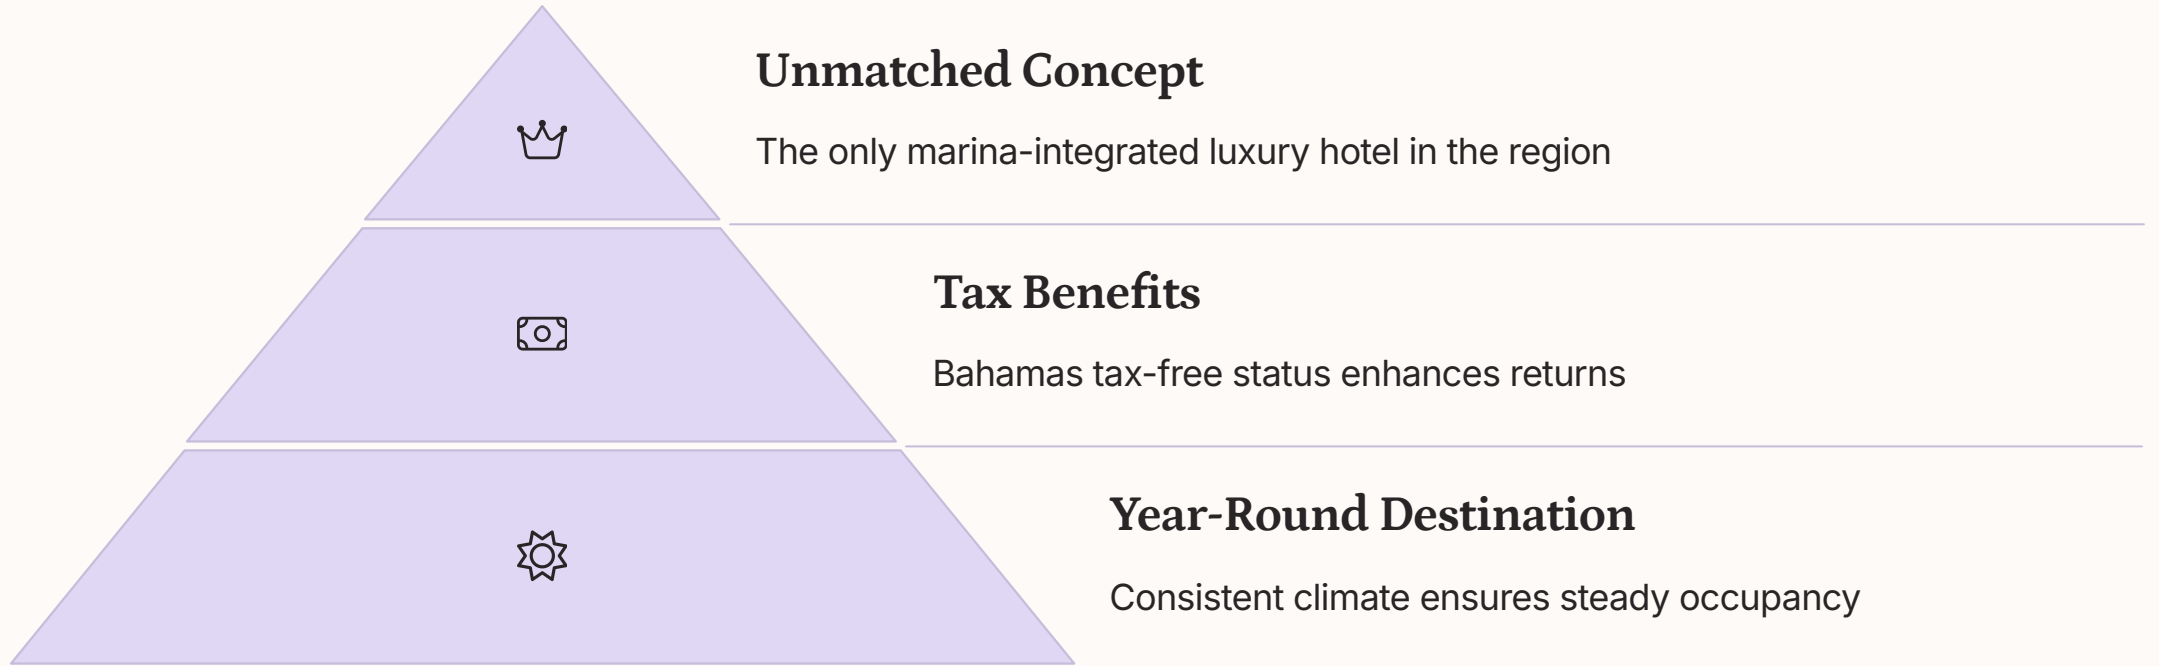 Unmatched Concept
The only marina-integrated luxury hotel in the region
Tax Benefits
Bahamas tax-free status enhances returns
Year-Round Destination
Consistent climate ensures steady occupancy